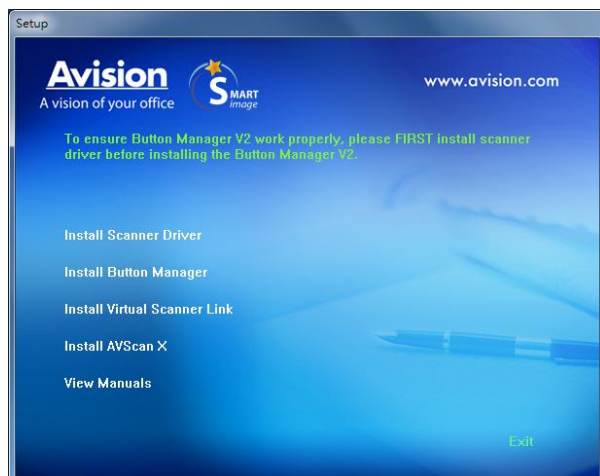 Setup
Avision
A vision of your office
SMART
image
www.avision.com
To ensure Button Manager V2 work properly, please FIRST install scanner
driver before installing the Button Manager V2.
Install Scanner Driver
Install Button Manager
Install Virtual Scanner Link
Install AVScan X
View Manuals
Exit